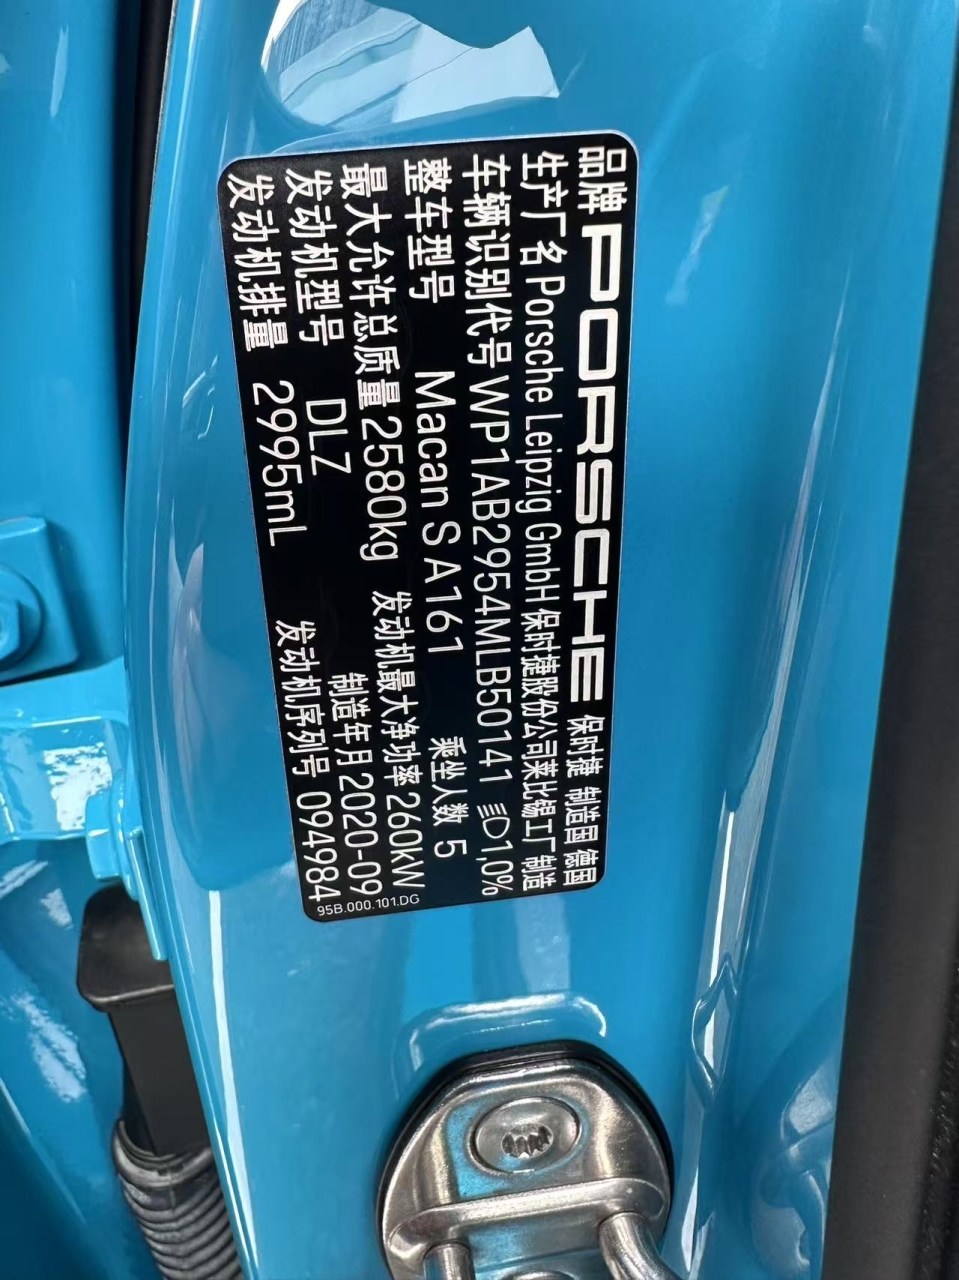 品牌 PORSCHE 保时捷 制造国 德国
生产厂名 Porsche Leipzig GmbH 保时捷股份公司莱比锡工厂制造
车辆识别代号 WP1AB2954MLB50141 1,0%
整车型号 Macan S A161 乘坐人数 5
最大允许总质量 2580kg 发动机最大净功率 260kW
发动机型号 DLZ 制造年月 2020-09
发动机排量 2995mL 发动机序列号 094984
95B.000.101.DG